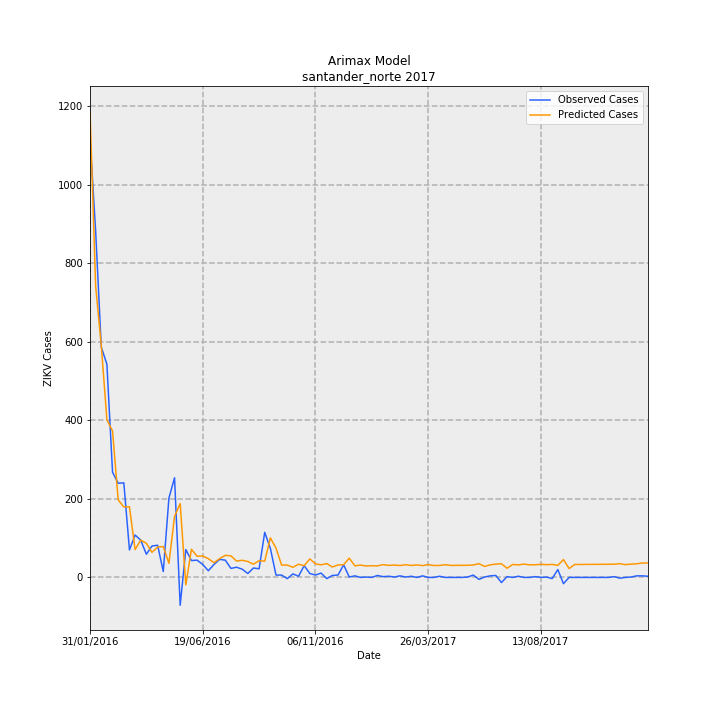 Arimax Model
santander_norte 2017
Observed Cases
Predicted Cases
1200
1000
800
600
400
200
0
ZIKV Cases
31/01/2016
19/06/2016
06/11/2016
26/03/2017
13/08/2017
Date